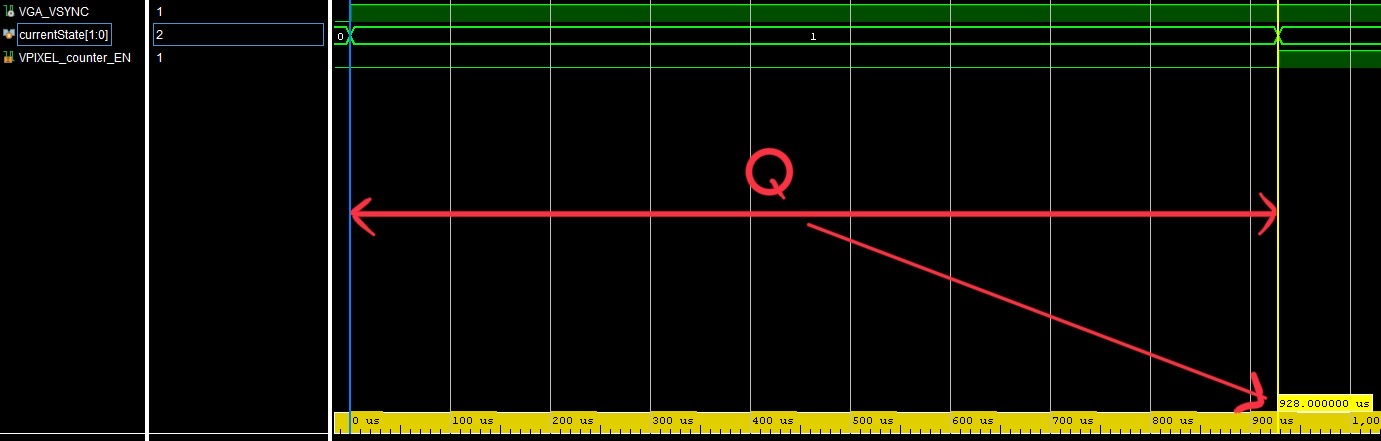 VGA_VSYNC 1
currentState[1:0] 2 0 1
VPIXEL_counter_EN 1
Q
928.000000 us
0 us 100 us 200 us 300 us 400 us 500 us 600 us 700 us 800 us 900 us 1,00